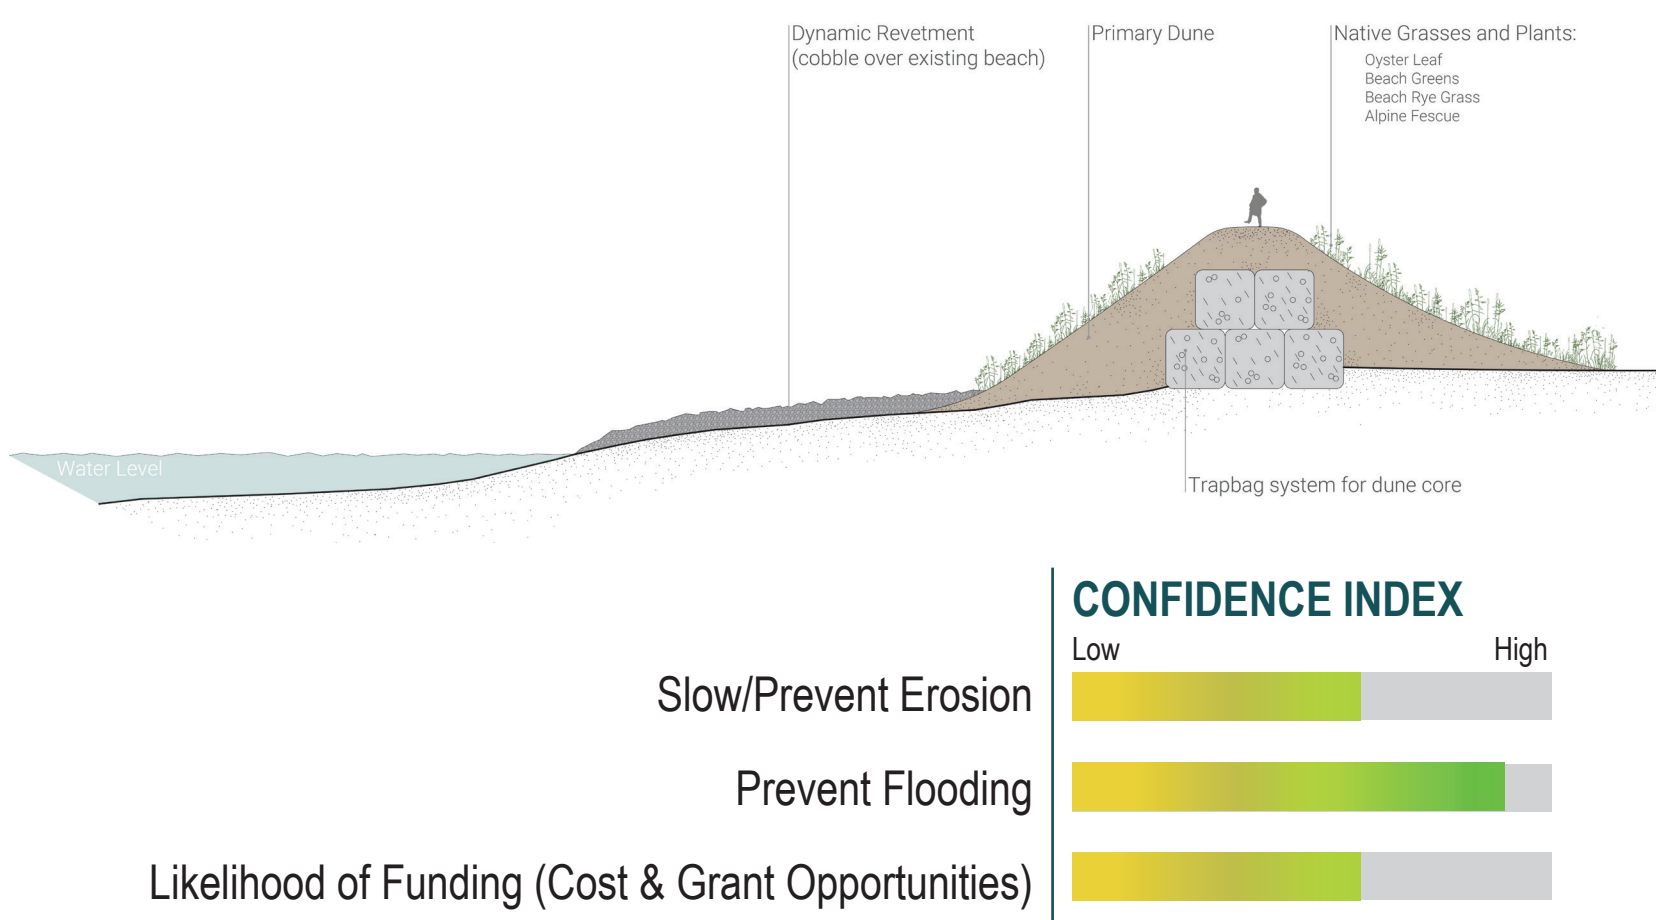 Dynamic Revetment
(cobble over existing beach)
Primary Dune
Native Grasses and Plants:
Oyster Leaf
Beach Greens
Beach Rye Grass
Alpine Fescue
Water Level
Trapbag system for dune core
CONFIDENCE INDEX
Low
High
Slow/Prevent Erosion
Prevent Flooding
Likelihood of Funding (Cost & Grant Opportunities)